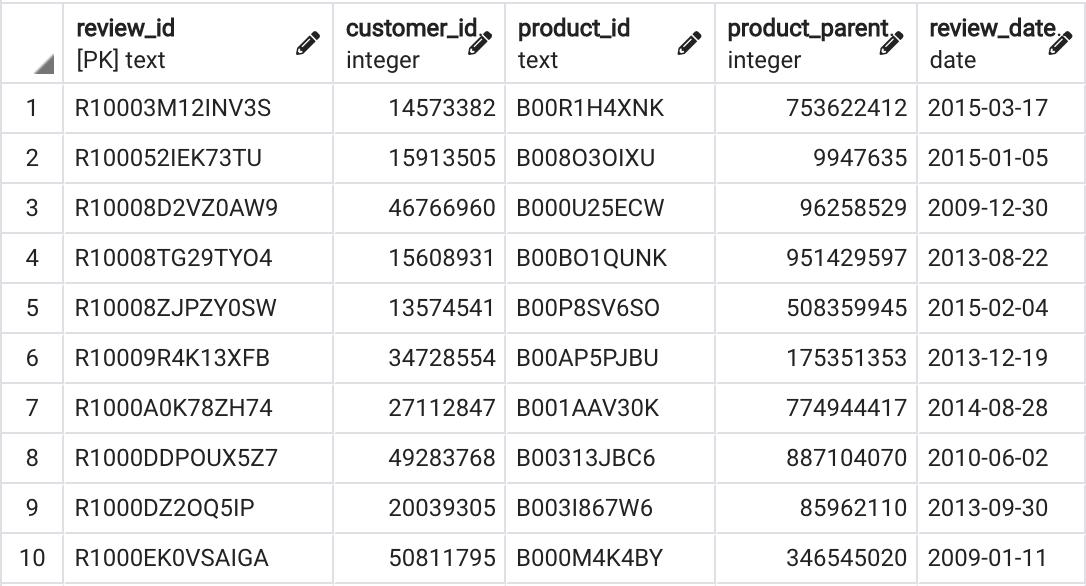 review_id customer_id product_id product_parent review_date
[PK] text integer text integer date
1 R10003M12INV3S 14573382 B00R1H4XNK 753622412 2015-03-17
2 R100052IEK73TU 15913505 B008O3OIXU 9947635 2015-01-05
3 R10008D2VZ0AW9 46766960 B000U25ECW 96258529 2009-12-30
4 R10008TG29TYO4 15608931 B00BO1QUNK 951429597 2013-08-22
5 R10008ZJPZY0SW 13574541 B00P8SV6SO 508359945 2015-02-04
6 R10009R4K13XFB 34728554 B00AP5PJBU 175351353 2013-12-19
7 R1000A0K78ZH74 27112847 B001AAV30K 774944417 2014-08-28
8 R1000DDPOUX5Z7 49283768 B00313JBC6 887104070 2010-06-02
9 R1000DZ2OQ5IP 20039305 B003I867W6 85962110 2013-09-30
10 R1000EK0VSAIGA 50811795 B000M4K4BY 346545020 2009-01-11